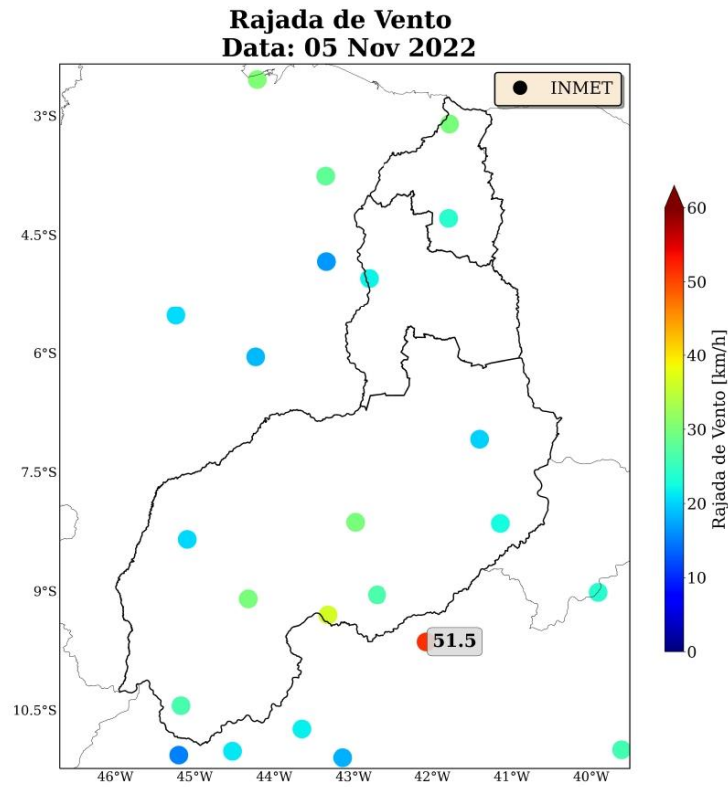 Rajada de Vento
Data: 05 Nov 2022
INMET
3°S
4.5°S
6°S
7.5°S
9°S
10.5°S
46°W
45°W
44°W
43°W
42°W
41°W
40°W
51.5
60
50
40
30
20
10
0
Rajada de Vento [km/h]